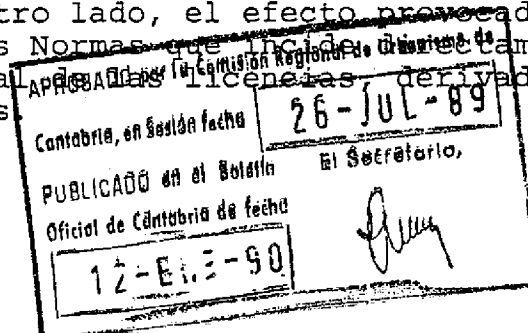 tro lado, el efecto provocad
s Normas que incide directam
al de las licencias derivad
s
APROBADO por la Comisión Regional de Urbanismo de
Cantabria, en Sesión fecha
26-JUL-89
PUBLICADO en el Boletín
El Secretario,
Oficial de Cantabria de fecha
12-EНE-90